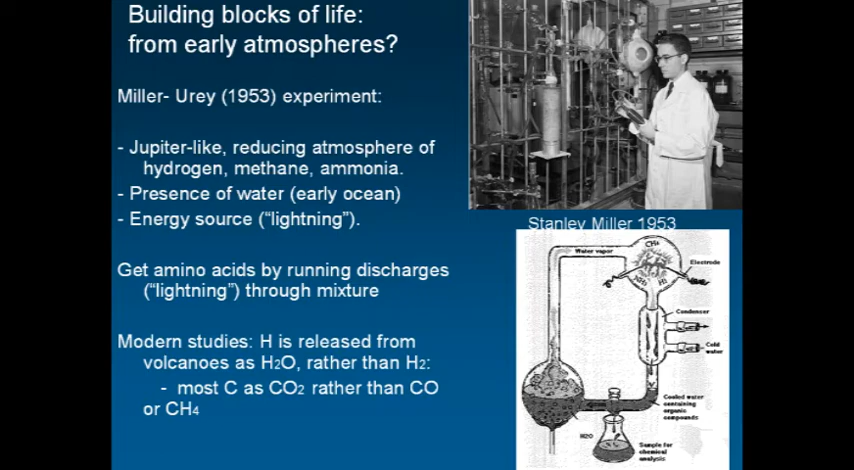 Building blocks of life:
from early atmospheres?
Miller- Urey (1953) experiment:
- Jupiter-like, reducing atmosphere of
hydrogen, methane, ammonia.
- Presence of water (early ocean)
- Energy source ("lightning").
Get amino acids by running discharges
("lightning") through mixture
Modern studies: H is released from
volcanoes as H2O, rather than H2:
- most C as CO2 rather than CO
or CH4
Stanley Miller 1953
Water vapor
CH4
NH3
H2
Electrode
Condenser
Cold
water
Cooled water
containing
organic
compounds
H2O
Sample for
chemical
analysis